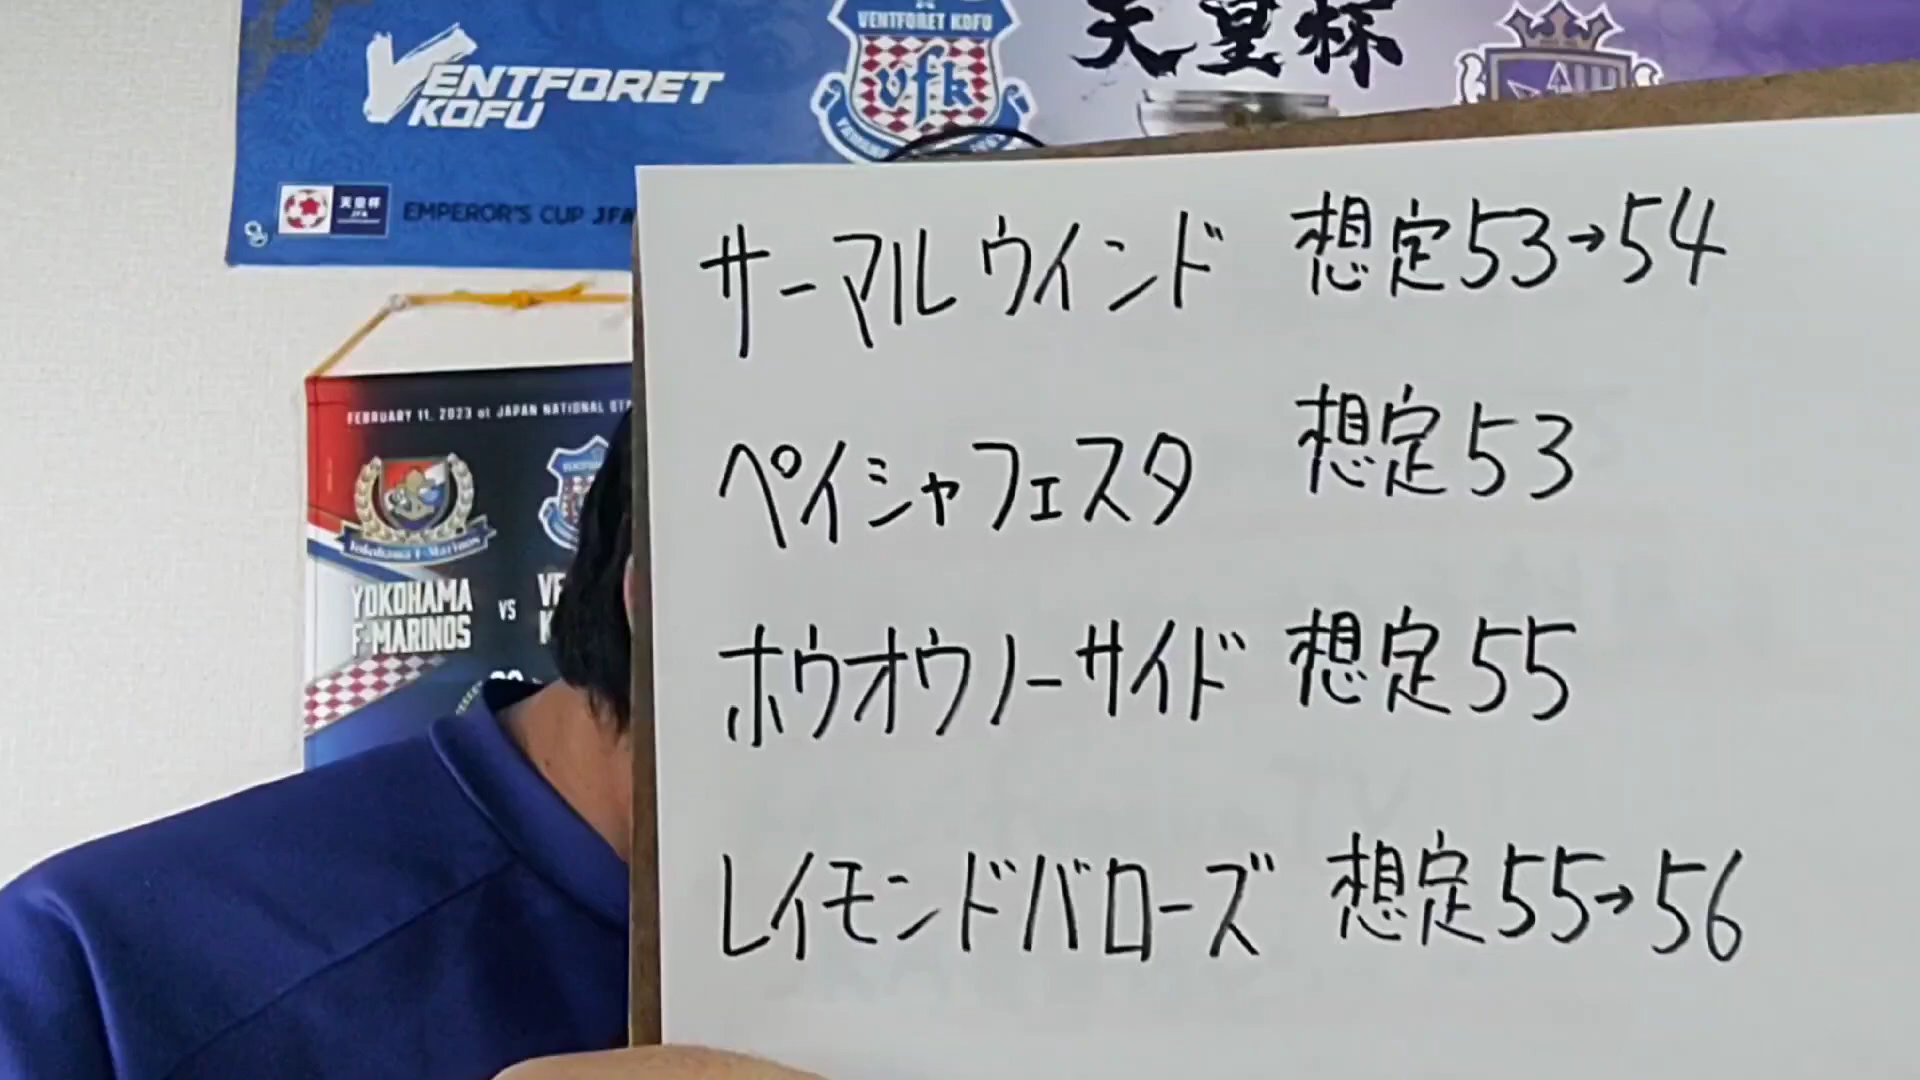 VENTFORET
KOFU
VENTFORET KOFU
vfk
天皇杯
天皇杯
JFA
EMPEROR'S CUP JFA
FEBRUARY 11, 2023 at JAPAN NATIONAL
Yokohama F・Marinos
YOKOHAMA
F・MARINOS
VS
サーマルウインド 想定53→54
ペイシャフェスタ 想定53
ホウオウノーサイド 想定55
レイモンドバローズ 想定55→56